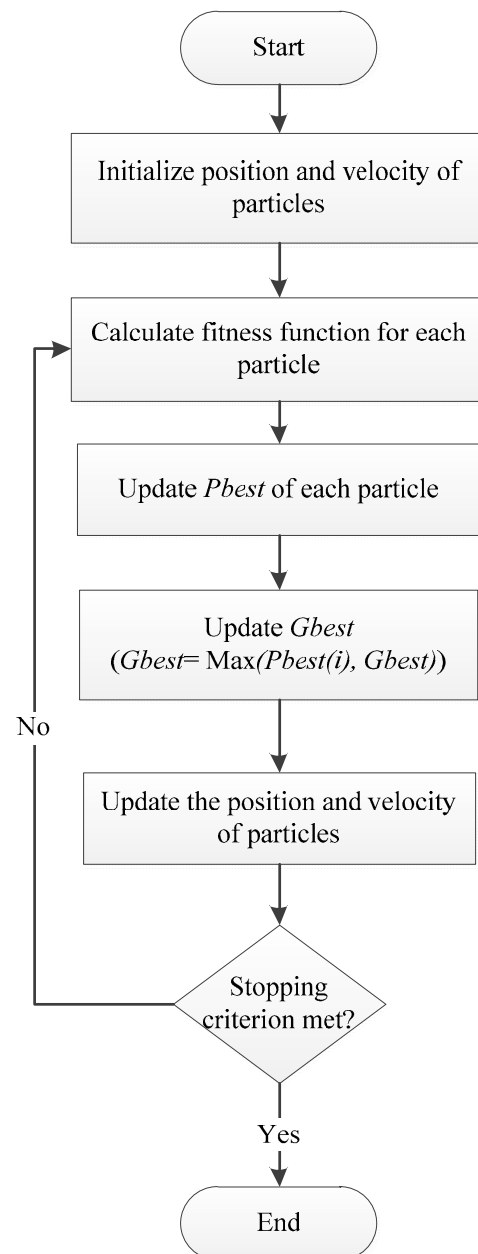 Start
Initialize position and velocity of
particles
Calculate fitness function for each
particle
Update Pbest of each particle
Update Gbest
(Gbest= Max(Pbest(i), Gbest))
No
Update the position and velocity
of particles
Stopping
criterion met?
Yes
End